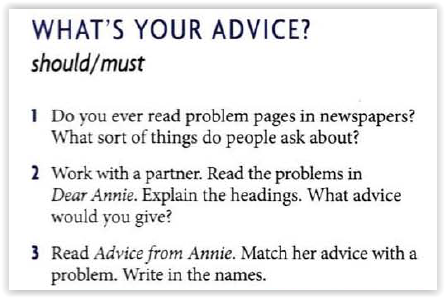 WHAT'S YOUR ADVICE?
should/must
1 Do you ever read problem pages in newspapers?
What sort of things do people ask about?
2 Work with a partner. Read the problems in
Dear Annie. Explain the headings. What advice
would you give?
3 Read Advice from Annie. Match her advice with a
problem. Write in the names.